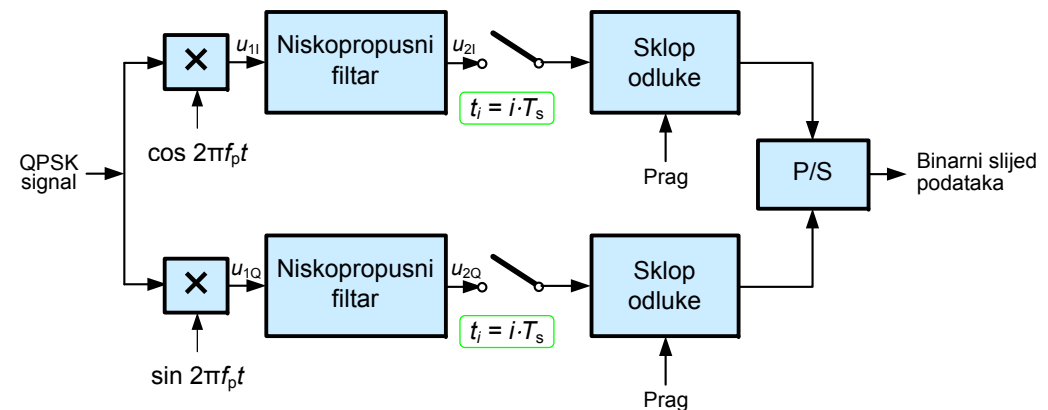 QPSK
signal
×
cos 2πfpt
u1I
Niskopropusni
filtar
u2I
ti = i·Ts
Sklop
odluke
Prag
×
sin 2πfpt
u1Q
Niskopropusni
filtar
u2Q
ti = i·Ts
Sklop
odluke
Prag
P/S
Binarni slijed
podataka